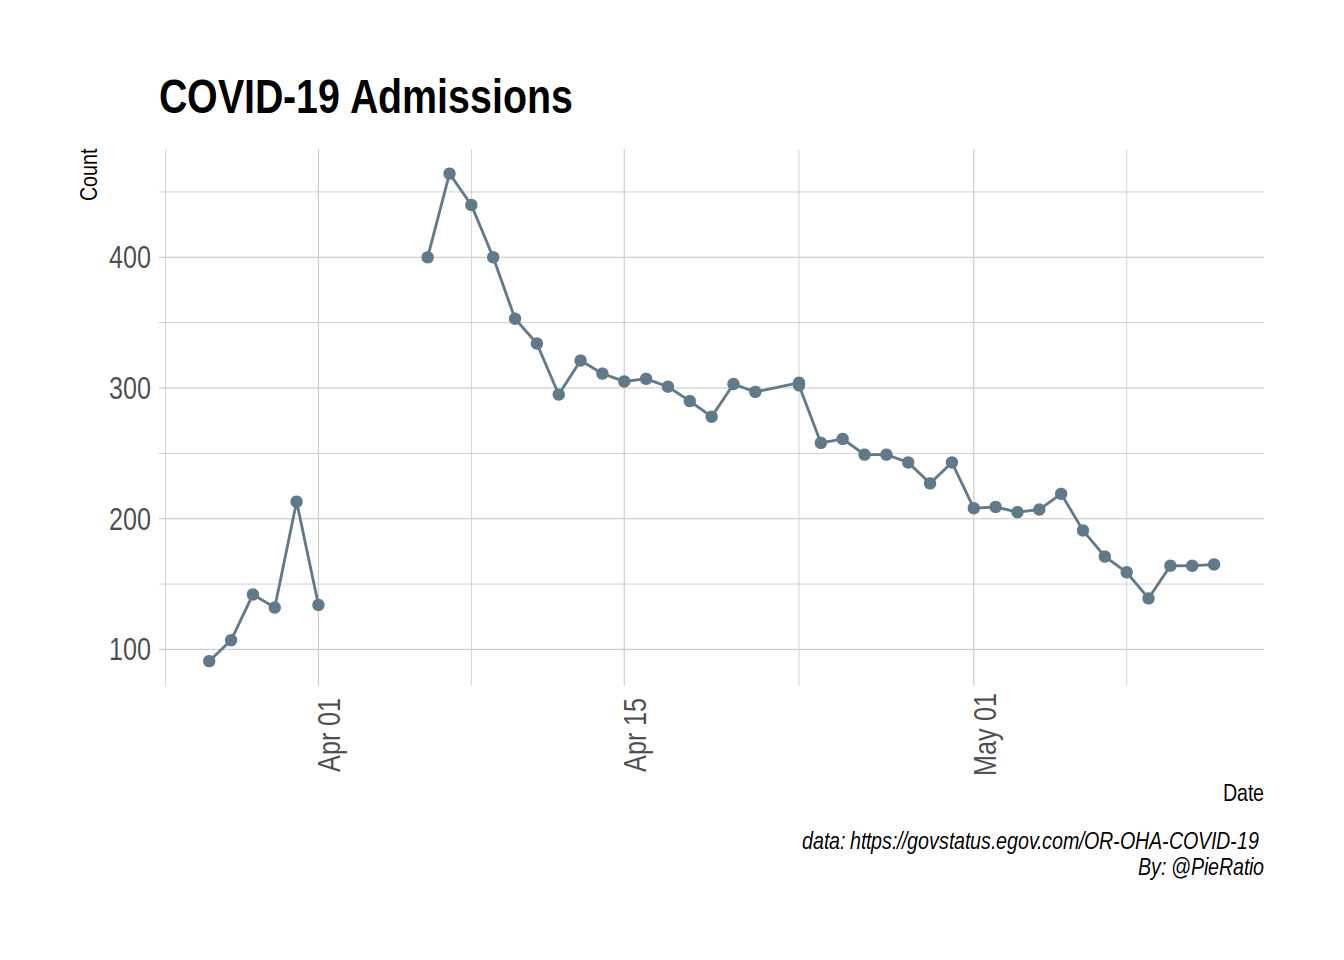 COVID-19 Admissions
Count
400
300
200
100
Apr 01
Apr 15
May 01
Date
data: https://govstatus.egov.com/OR-OHA-COVID-19
By: @PieRatio